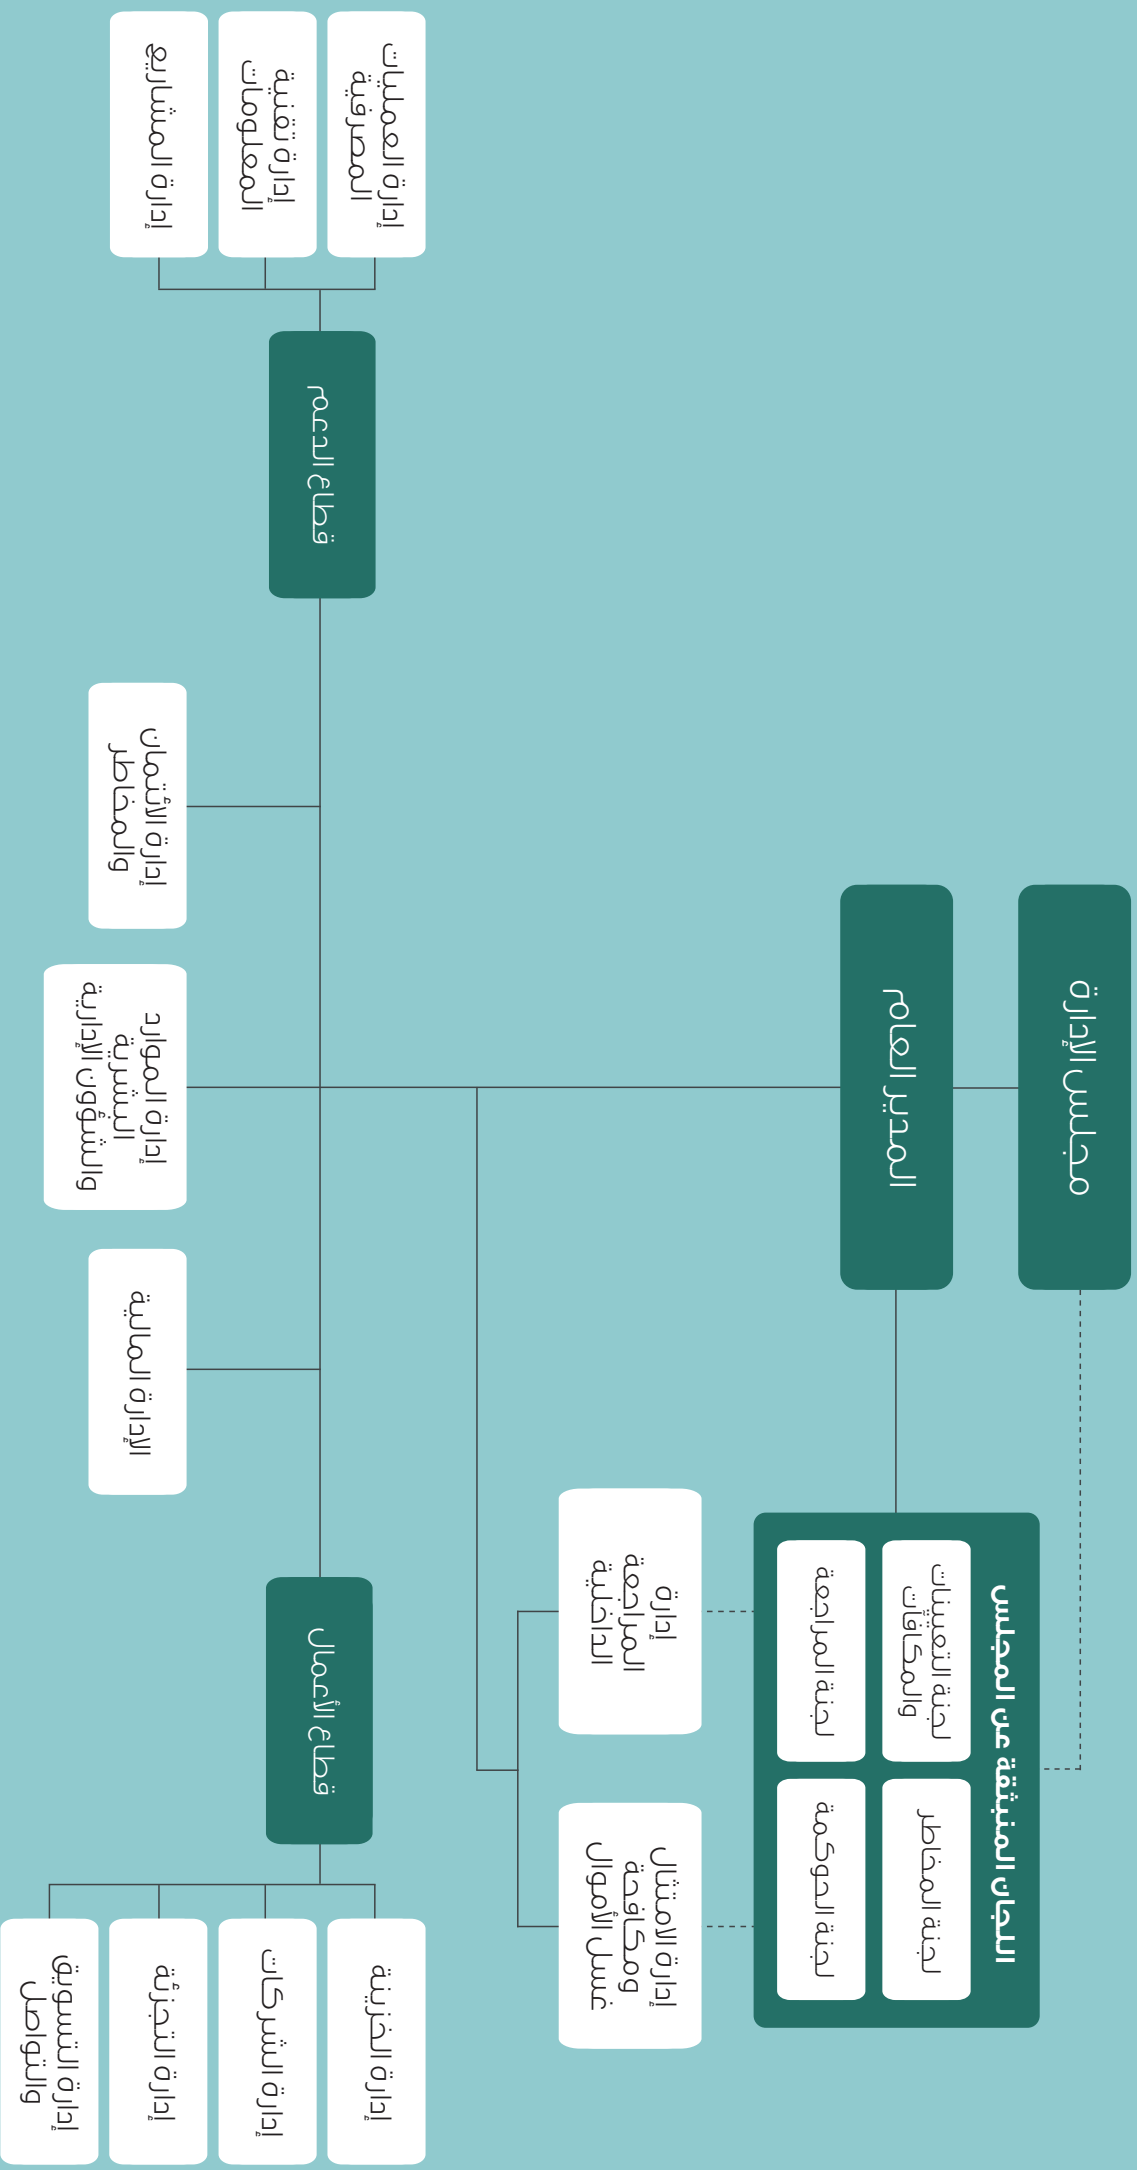 مجلس الإدارة
المدير العام
اللجان المنبثقة عن المجلس
لجنة المخاطر
لجنة التعيينات
والمكافآت
لجنة الحوكمة
لجنة المراجعة
إدارة الامتثال
ومكافحة
غسل الأموال
إدارة
المراجعة
الداخلية
قطاع الأعمال
قطاع الدعم
إدارة الخزينة
إدارة الشركات
إدارة التجزئة
إدارة التسويق
والتواصل
الإدارة المالية
إدارة الموارد
البشرية
والشؤون الإدارية
إدارة الأئتمان
والمخاطر
إدارة العمليات
المصرفية
إدارة تقنية
المعلومات
إدارة المشاريع